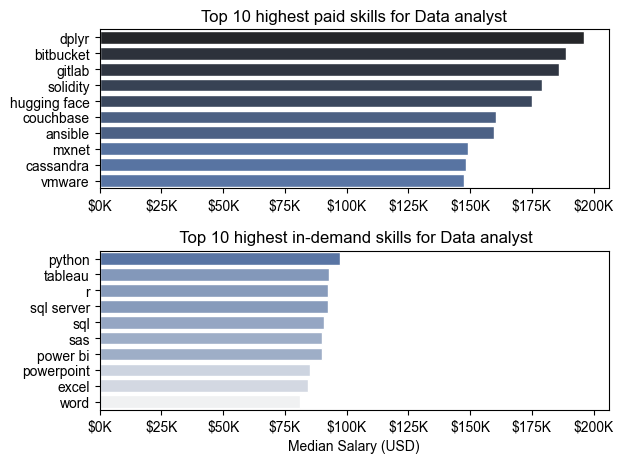 Top 10 highest paid skills for Data analyst
dplyr
bitbucket
gitlab
solidity
hugging face
couchbase
ansible
mxnet
cassandra
vmware
$0K $25K $50K $75K $100K $125K $150K $175K $200K
Top 10 highest in-demand skills for Data analyst
python
tableau
r
sql server
sql
sas
power bi
powerpoint
excel
word
$0K $25K $50K $75K $100K $125K $150K $175K $200K
Median Salary (USD)